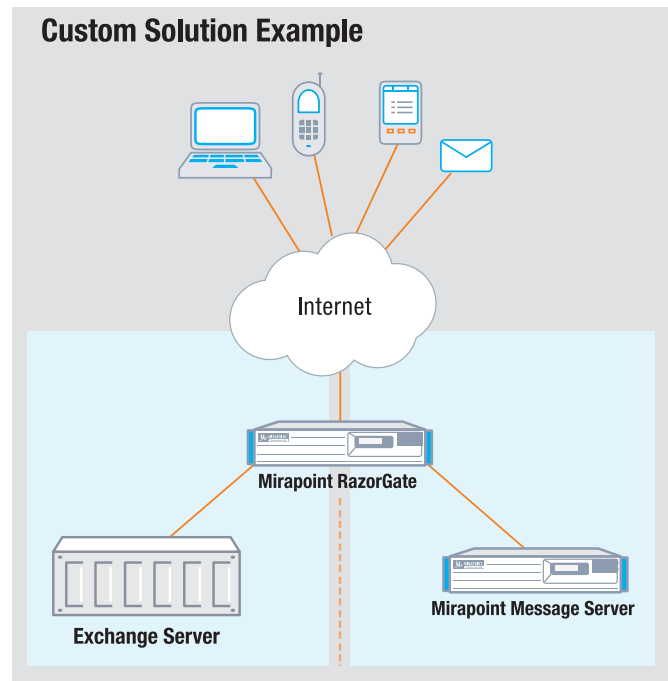 Custom Solution Example
Internet
Mirapoint RazorGate
Exchange Server
Mirapoint Message Server